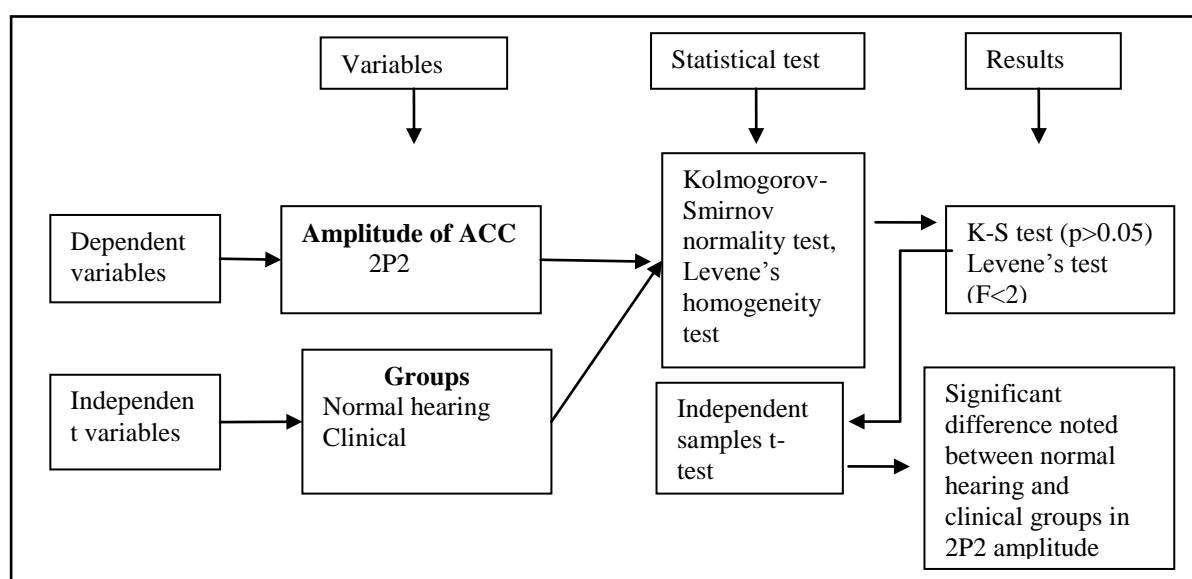 Variables
Statistical test
Results
Dependent
variables
Amplitude of ACC
2P2
Kolmogorov-
Smirnov
normality test,
Levene's
homogeneity
test
K-S test (p>0.05)
Levene's test
(F<2)
Independen
t variables
Groups
Normal hearing
Clinical
Independent
samples t-
test
Significant
difference noted
between normal
hearing and
clinical groups in
2P2 amplitude